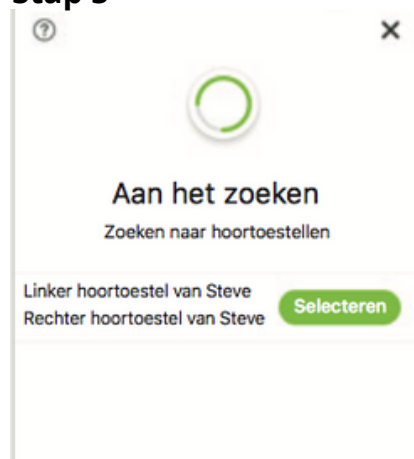 ?
Aan het zoeken
Zoeken naar hoortoestellen
Linker hoortoestel van Steve
Rechter hoortoestel van Steve
Selecteren